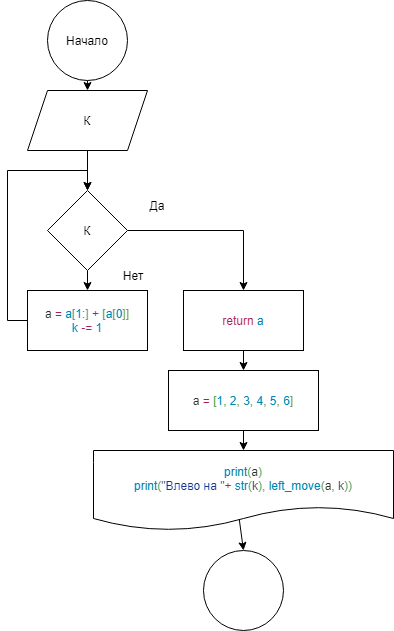 Начало
К
К
Да
Нет
a = a[1:] + [a[0]]
k -= 1
return a
a = [1, 2, 3, 4, 5, 6]
print(a)
print("Влево на "+ str(k), left_move(a, k))